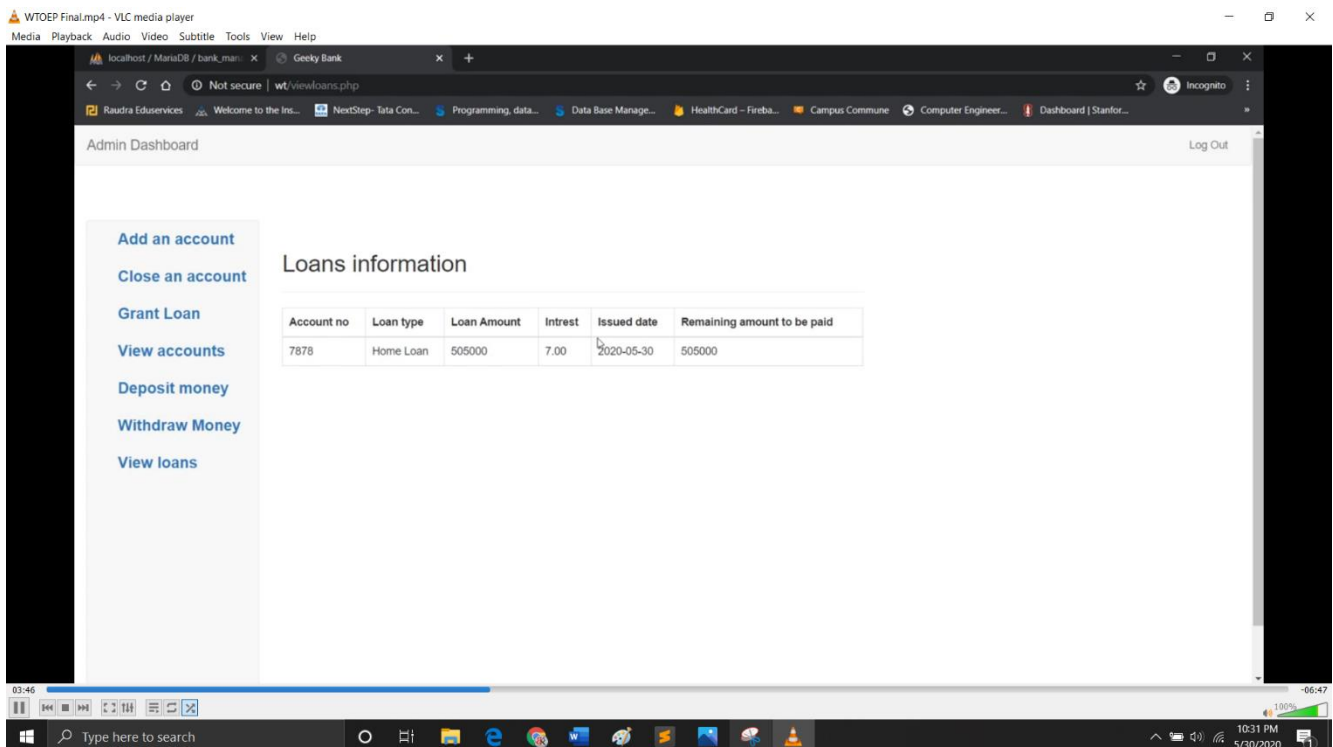 WTOEP Final.mp4 - VLC media player
Media Playback Audio Video Subtitle Tools View Help
localhost / MariaDB / bank_man Geeky Bank
Not secure | wt/viewloans.php Incognito
Raudra Eduservices Welcome to the Ins... NextStep- Tata Con... Programming, data... Data Base Manage... HealthCard – Fireba... Campus Commune Computer Engineer... Dashboard | Stanfor... »
Admin Dashboard Log Out
Add an account
Close an account
Grant Loan
View accounts
Deposit money
Withdraw Money
View loans
Loans information
Account no Loan type Loan Amount Intrest Issued date Remaining amount to be paid
7878 Home Loan 505000 7.00 2020-05-30 505000
03:46 -06:47
100%
Type here to search
10:31 PM
5/30/2020